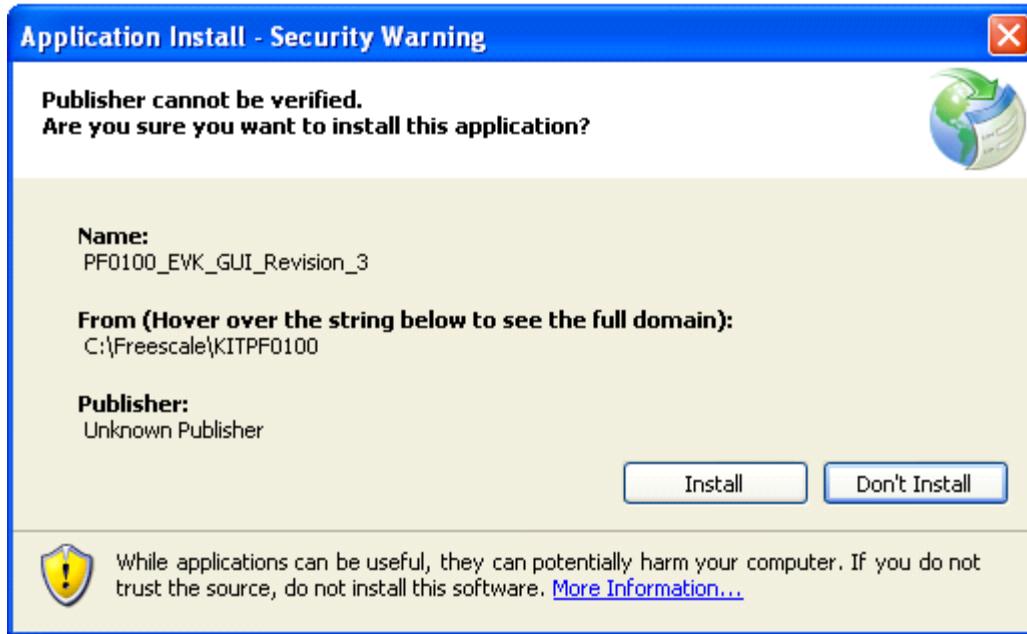 Application Install - Security Warning
Publisher cannot be verified.
Are you sure you want to install this application?
Name:
PF0100_EVK_GUI_Revision_3
From (Hover over the string below to see the full domain):
C:\Freescale\KITPF0100
Publisher:
Unknown Publisher
Install
Don't Install
While applications can be useful, they can potentially harm your computer. If you do not
trust the source, do not install this software. More Information...